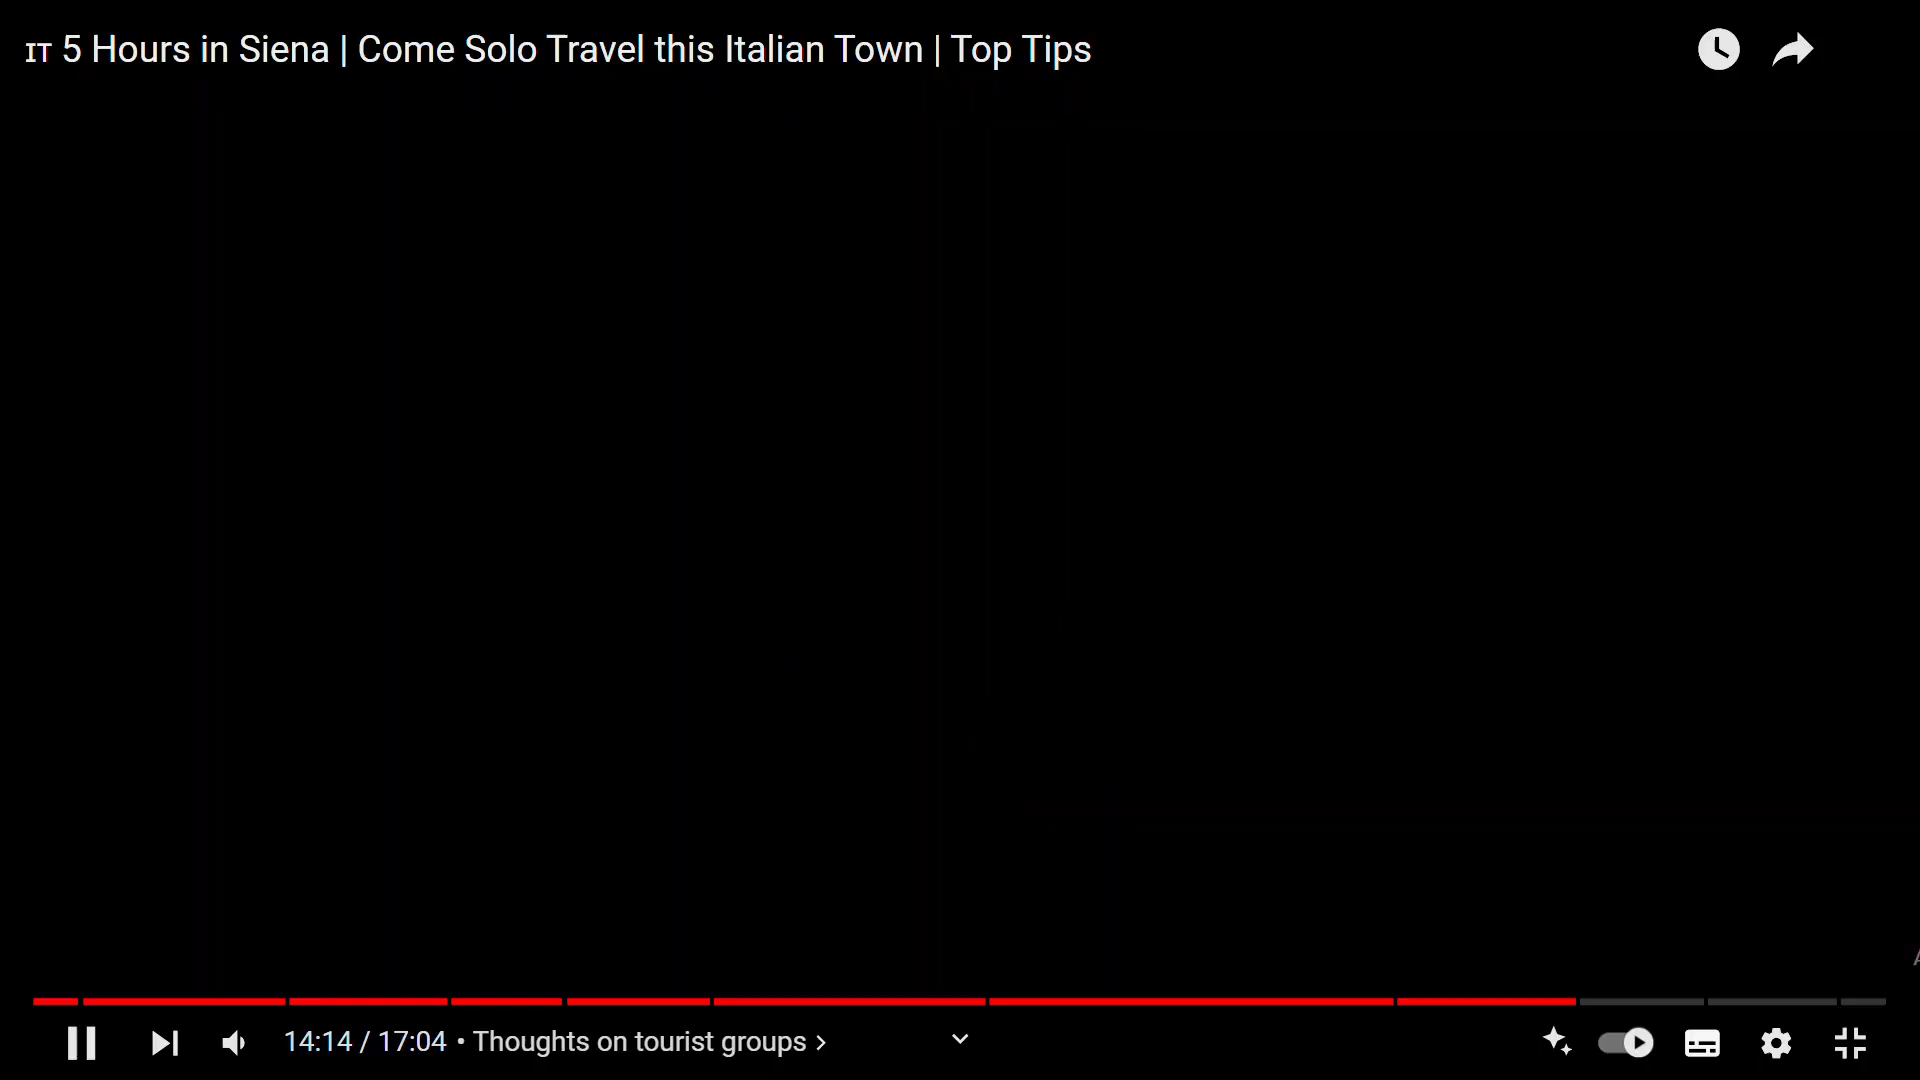 IT 5 Hours in Siena | Come Solo Travel this Italian Town | Top Tips
14:14 / 17:04 • Thoughts on tourist groups >